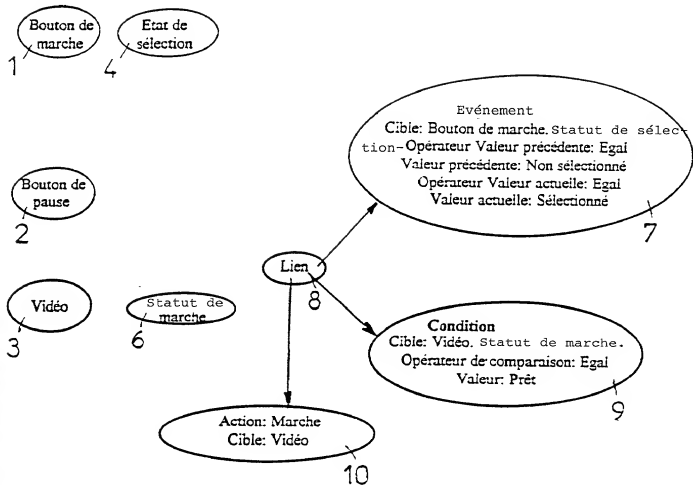 Bouton de
marche
1
Etat de
sélection
4
Evénement
Cible: Bouton de marche. Statut de sélec-
tion-Opérateur Valeur précédente: Egal
Valeur précédente: Non sélectionné
Opérateur Valeur actuelle: Egal
Valeur actuelle: Sélectionné
7
Bouton de
pause
2
Lien
8
Vidéo
3
Statut de
marche
6
Condition
Cible: Vidéo. Statut de marche.
Opérateur de comparaison: Egal
Valeur: Prêt
9
Action: Marche
Cible: Vidéo
10